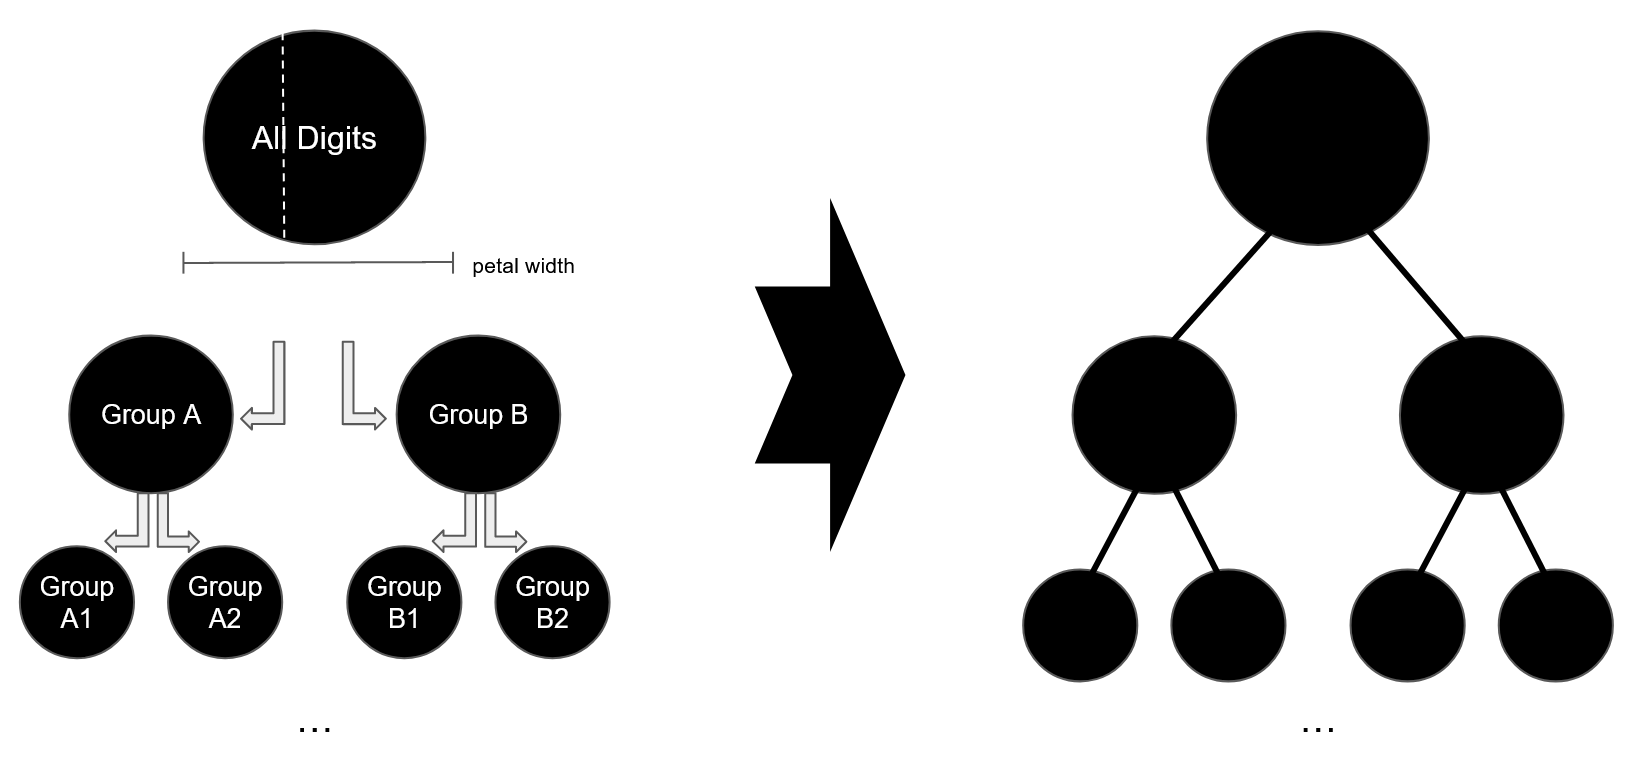 All Digits
petal width
Group A
Group B
Group
A1
Group
A2
Group
B1
Group
B2
...
...